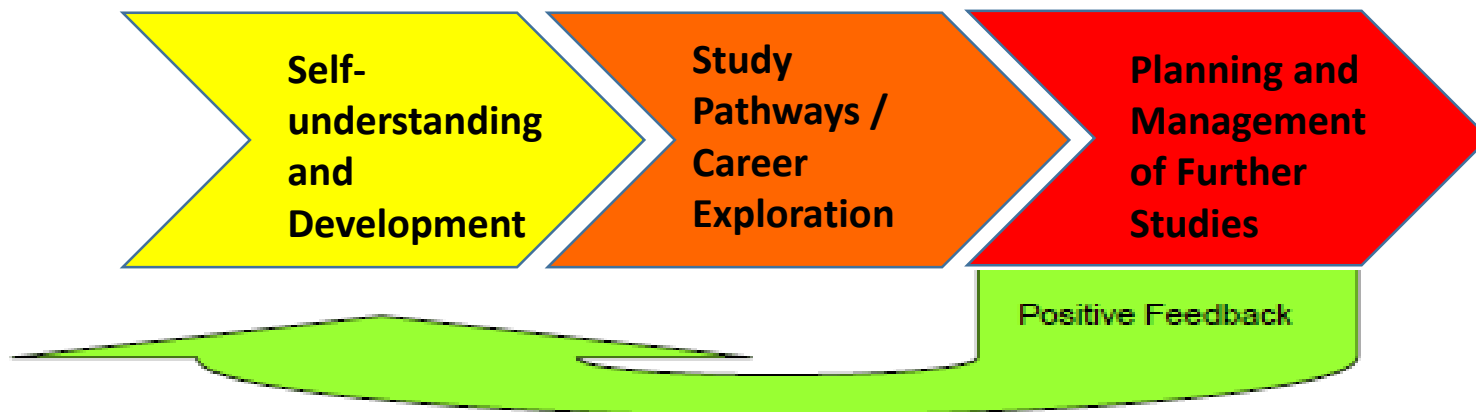 Self-
understanding
and
Development
Study
Pathways /
Career
Exploration
Planning and
Management
of Further
Studies
Positive Feedback